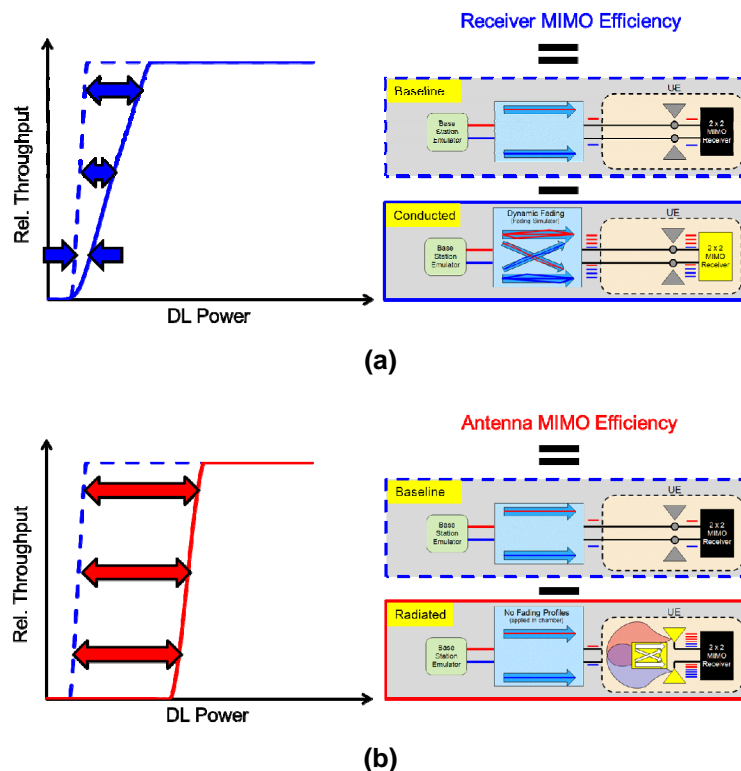 Receiver MIMO Efficiency
Rel. Throughput
DL Power
Baseline
UE
Base
Station
Emulator
2 x 2
MIMO
Receiver
Conducted
Dynamic Fading
(Fading Simulator)
UE
Base
Station
Emulator
2 x 2
MIMO
Receiver
(a)
Antenna MIMO Efficiency
Rel. Throughput
DL Power
Baseline
UE
Base
Station
Emulator
2 x 2
MIMO
Receiver
Radiated
No Fading Profiles
(applied in chamber)
UE
Base
Station
Emulator
2 x 2
MIMO
Receiver
(b)